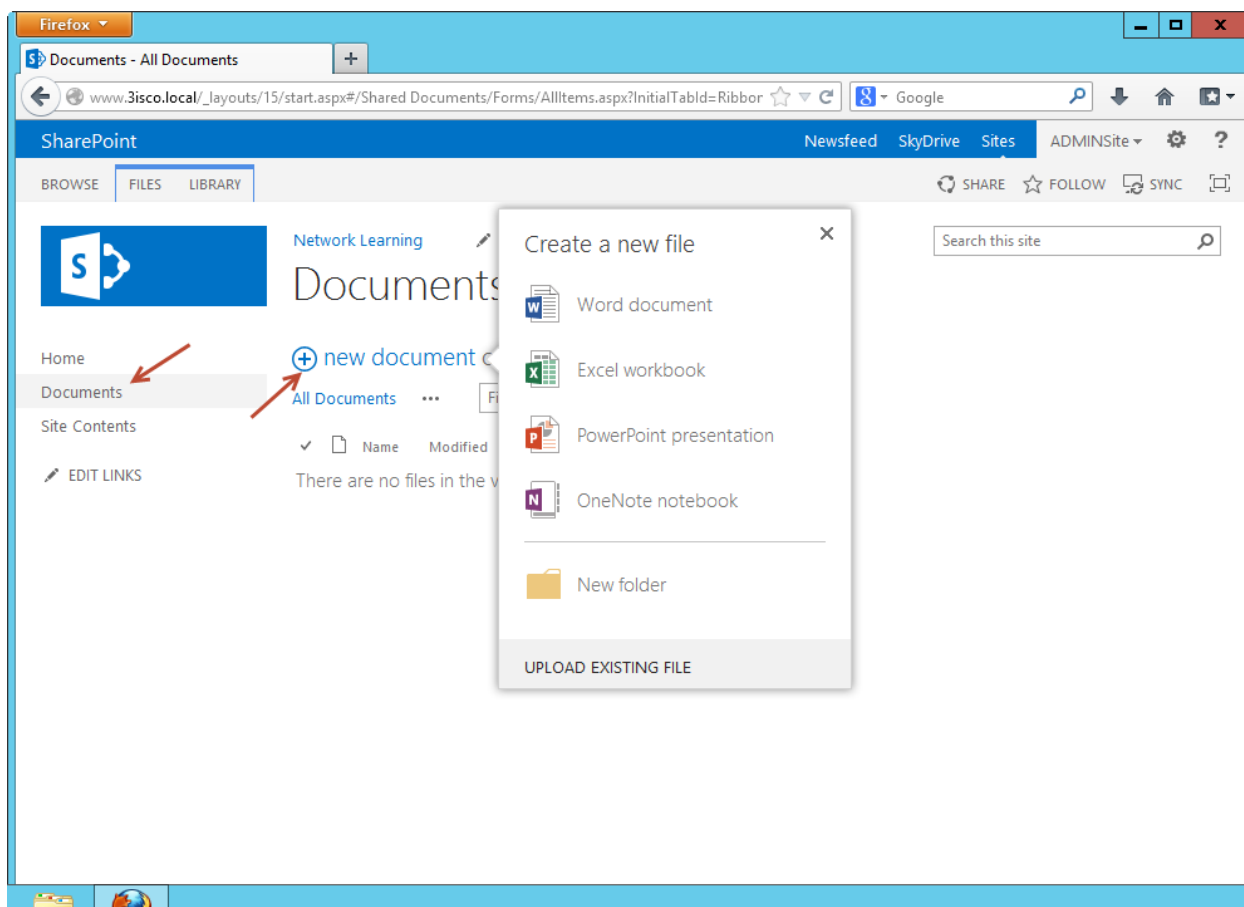 Firefox
Documents - All Documents
www.3isco.local/_layouts/15/start.aspx#/Shared Documents/Forms/AllItems.aspx?InitialTabId=Ribbor
Google
SharePoint Newsfeed SkyDrive Sites ADMINSite ?
BROWSE FILES LIBRARY SHARE FOLLOW SYNC
S
Network Learning
Search this site
Documents
Home
Documents
Site Contents
EDIT LINKS
new document
All Documents ...
Name Modified
There are no files in the v
Create a new file
Word document
Excel workbook
PowerPoint presentation
OneNote notebook
New folder
UPLOAD EXISTING FILE